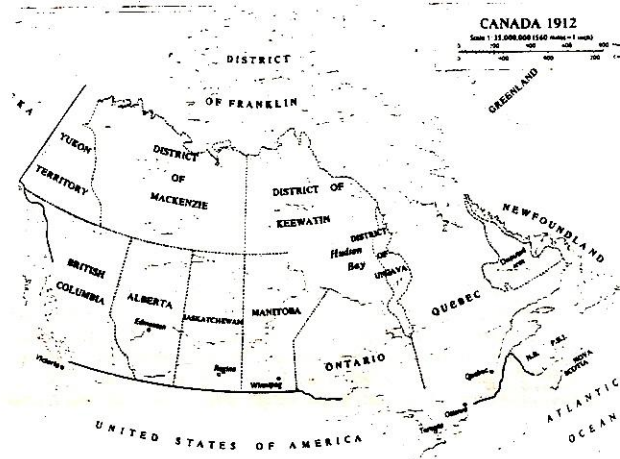 CANADA 1912
DISTRICT
OF FRANKLIN
GREENLAND
YUKON
TERRITORY
DISTRICT
OF
MACKENZIE
DISTRICT OF
KEEWATIN
DISTRICT
OF
UNGAVA
Hudson
Bay
NEWFOUNDLAND
BRITISH
COLUMBIA
ALBERTA
Edmonton
SASKATCHEWAN
Regina
MANITOBA
Winnipeg
ONTARIO
QUEBEC
Quebec
Ottawa
Toronto
N.B.
P.E.I.
NOVA
SCOTIA
Victoria
UNITED STATES OF AMERICA
ATLANTIC
OCEAN